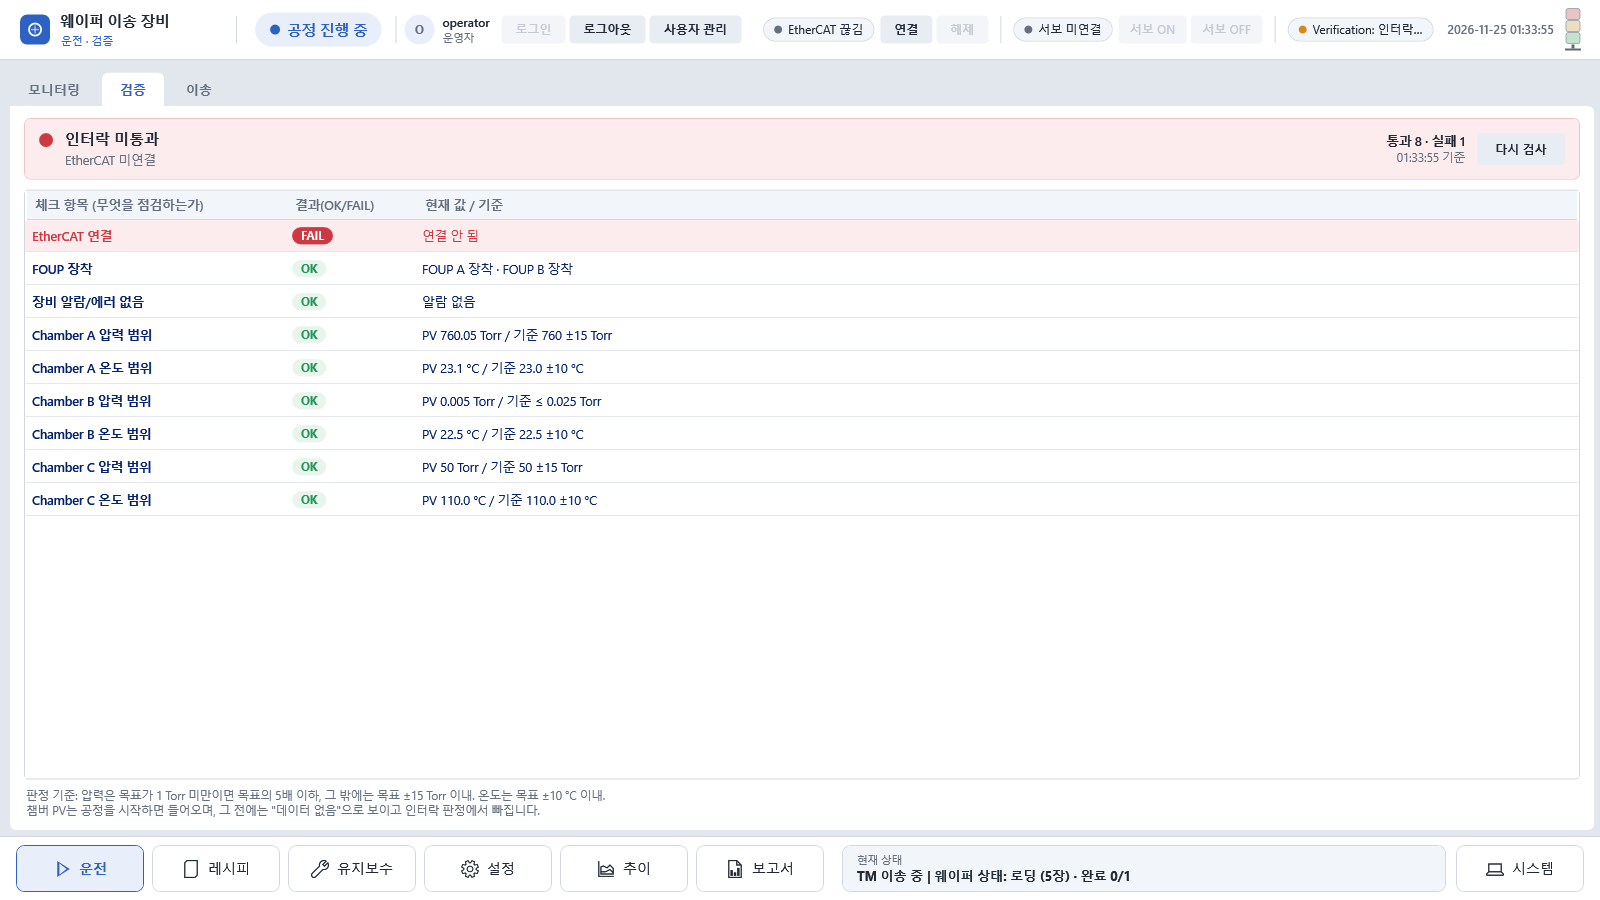 웨이퍼 이송 장비
운전 · 검증
공정 진행 중
O
operator
운영자
로그인
로그아웃
사용자 관리
EtherCAT 끊김
연결
해제
서보 미연결
서보 ON
서보 OFF
Verification: 인터락...
2026-11-25 01:33:55
모니터링
검증
이송
인터락 미통과
EtherCAT 미연결
통과 8 · 실패 1
01:33:55 기준
다시 검사
체크 항목 (무엇을 점검하는가) 결과(OK/FAIL) 현재 값 / 기준
EtherCAT 연결 FAIL 연결 안 됨
FOUP 장착 OK FOUP A 장착 · FOUP B 장착
장비 알람/에러 없음 OK 알람 없음
Chamber A 압력 범위 OK PV 760.05 Torr / 기준 760 ±15 Torr
Chamber A 온도 범위 OK PV 23.1 °C / 기준 23.0 ±10 °C
Chamber B 압력 범위 OK PV 0.005 Torr / 기준 ≤ 0.025 Torr
Chamber B 온도 범위 OK PV 22.5 °C / 기준 22.5 ±10 °C
Chamber C 압력 범위 OK PV 50 Torr / 기준 50 ±15 Torr
Chamber C 온도 범위 OK PV 110.0 °C / 기준 110.0 ±10 °C
판정 기준: 압력은 목표가 1 Torr 미만이면 목표의 5배 이하, 그 밖에는 목표 ±15 Torr 이내. 온도는 목표 ±10 °C 이내.
챔버 PV는 공정을 시작하면 들어오며, 그 전에는 "데이터 없음"으로 보이고 인터락 판정에서 빠집니다.
운전
레시피
유지보수
설정
추이
보고서
현재 상태
TM 이송 중 | 웨이퍼 상태: 로딩 (5장) · 완료 0/1
시스템